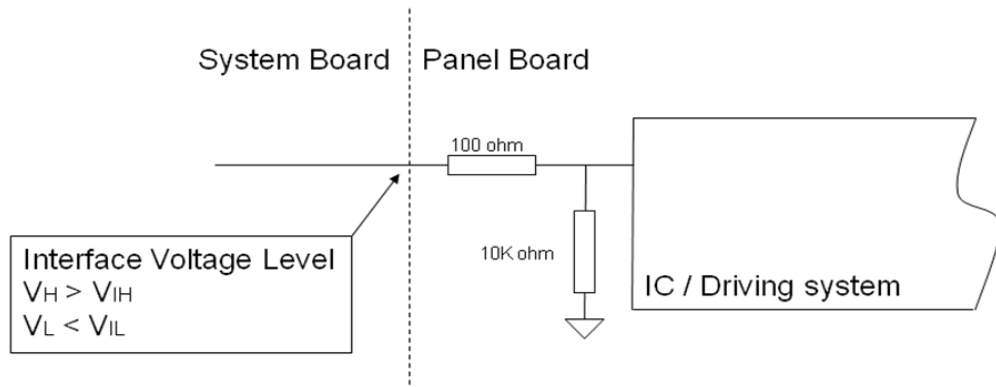 System Board
Panel Board
100 ohm
10K ohm
IC / Driving system
Interface Voltage Level
VH > VIH
VL < VIL